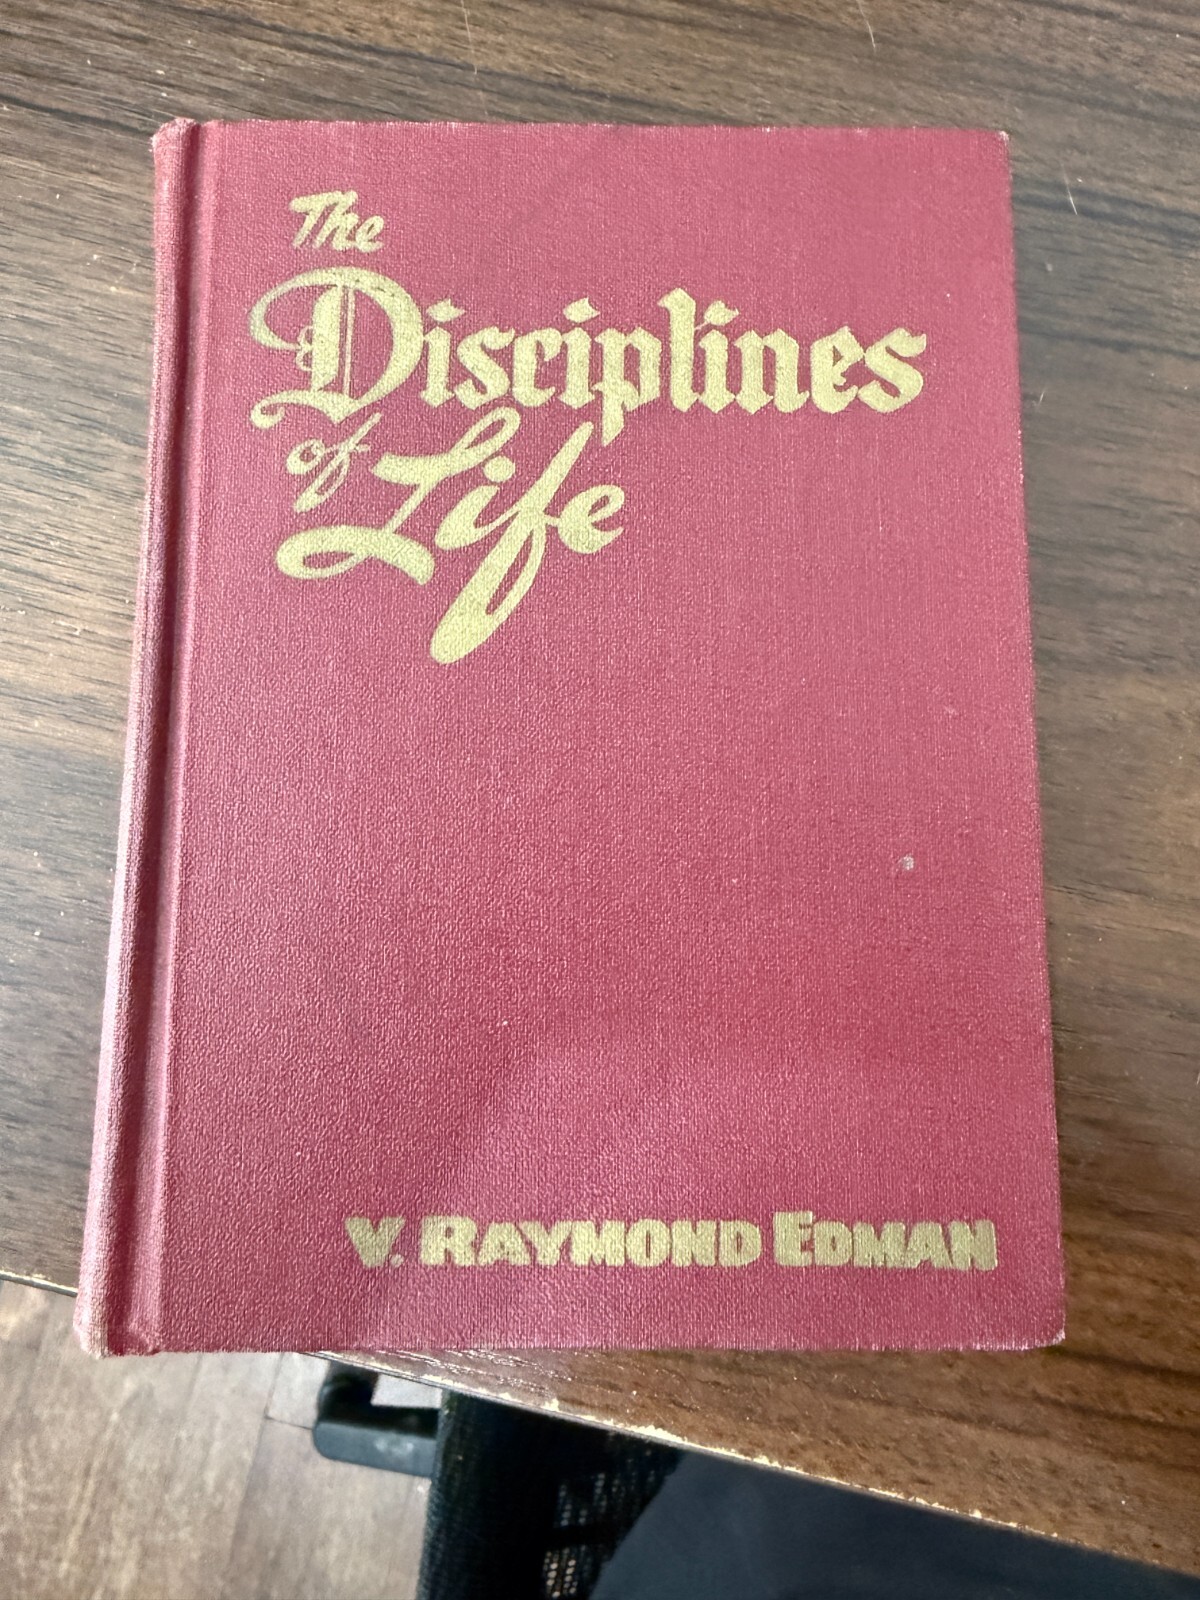 The
Disciplines
of Life
V. RAYMOND EDMAN